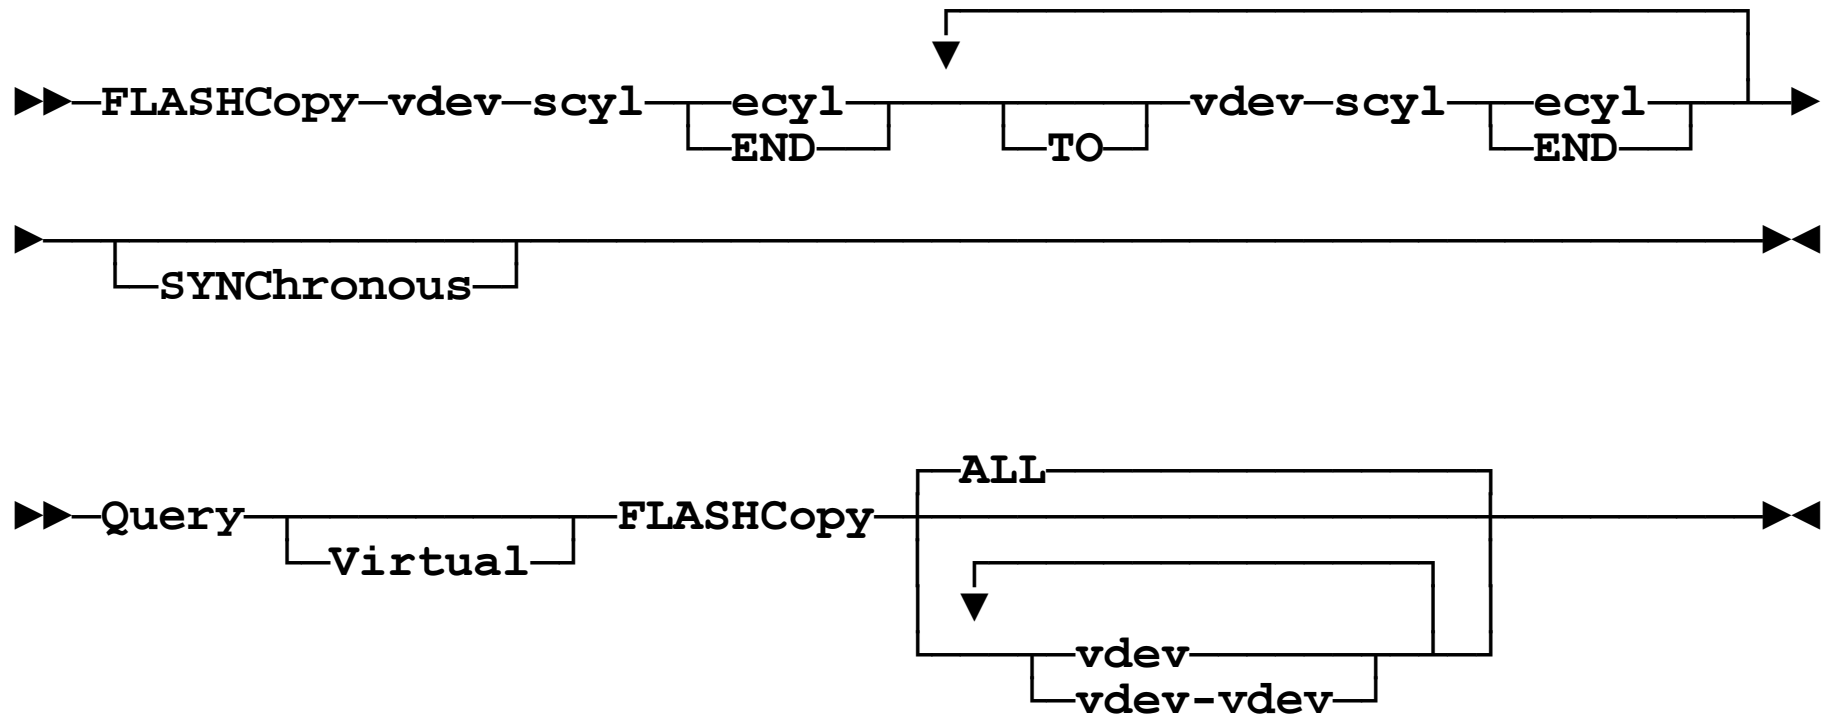 FLASHCopy vdev scyl ecyl vdev scyl ecyl
END TO END
SYNChronous
ALL
Query FLASHCopy
Virtual
vdev
vdev-vdev